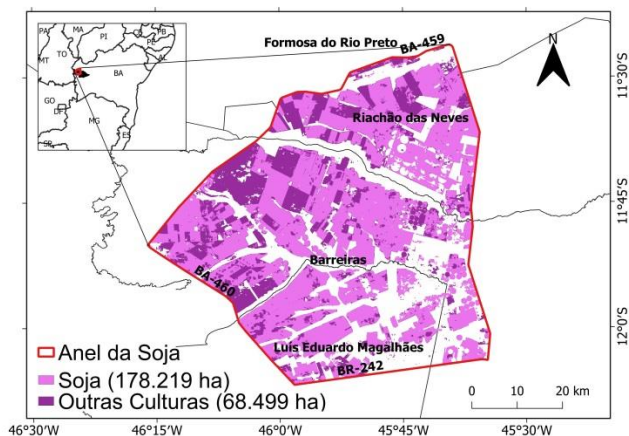 PA
MA
CE
PB
TO
PI
PE
AL
MT
BA
GO
DF
MG
ES
SP
Formosa do Rio Preto
BA-459
N
Riachão das Neves
Barreiras
BA-460
Luís Eduardo Magalhães
BR-242
Anel da Soja
Soja (178.219 ha)
Outras Culturas (68.499 ha)
0 10 20 km
11°30'S
11°45'S
12°0'S
46°30'W 46°15'W 46°0'W 45°45'W 45°30'W